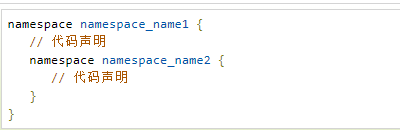 namespace namespace_name1 {
// 代码声明
namespace namespace_name2 {
// 代码声明
}
}